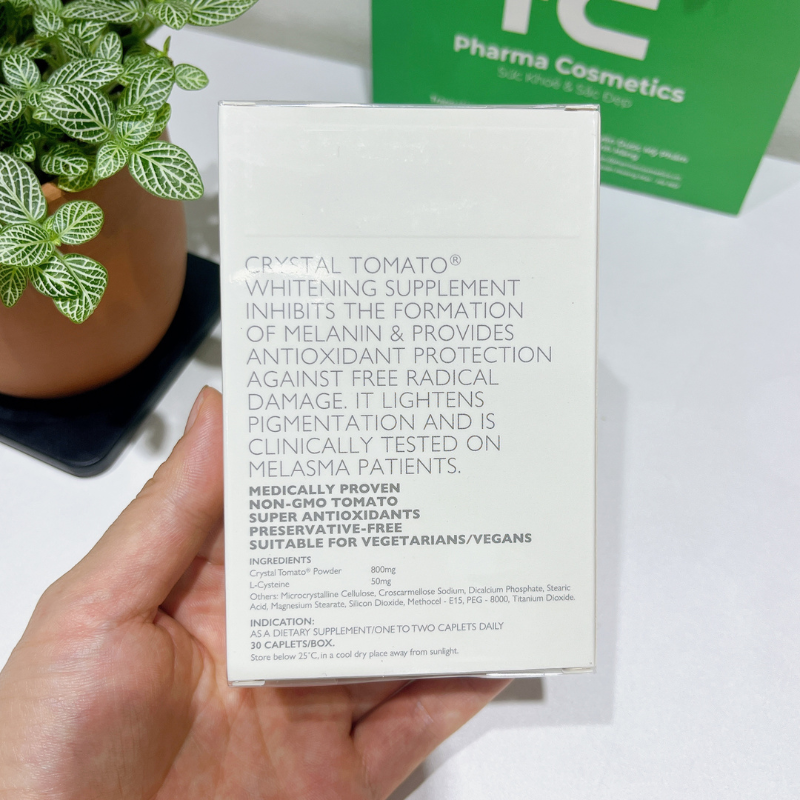 Pharma Cosmetics
Sức Khoẻ & Sắc Đẹp
CRYSTAL TOMATO®
WHITENING SUPPLEMENT
INHIBITS THE FORMATION
OF MELANIN & PROVIDES
ANTIOXIDANT PROTECTION
AGAINST FREE RADICAL
DAMAGE. IT LIGHTENS
PIGMENTATION AND IS
CLINICALLY TESTED ON
MELASMA PATIENTS.
MEDICALLY PROVEN
NON-GMO TOMATO
SUPER ANTIOXIDANTS
PRESERVATIVE-FREE
SUITABLE FOR VEGETARIANS/VEGANS
INGREDIENTS
Crystal Tomato® Powder 800mg
L-Cysteine 50mg
Others: Microcrystalline Cellulose, Croscarmellose Sodium, Dicalcium Phosphate, Stearic
Acid, Magnesium Stearate, Silicon Dioxide, Methocel - E15, PEG - 8000, Titanium Dioxide.
INDICATION:
AS A DIETARY SUPPLEMENT/ONE TO TWO CAPLETS DAILY
30 CAPLETS/BOX.
Store below 25°C, in a cool dry place away from sunlight.